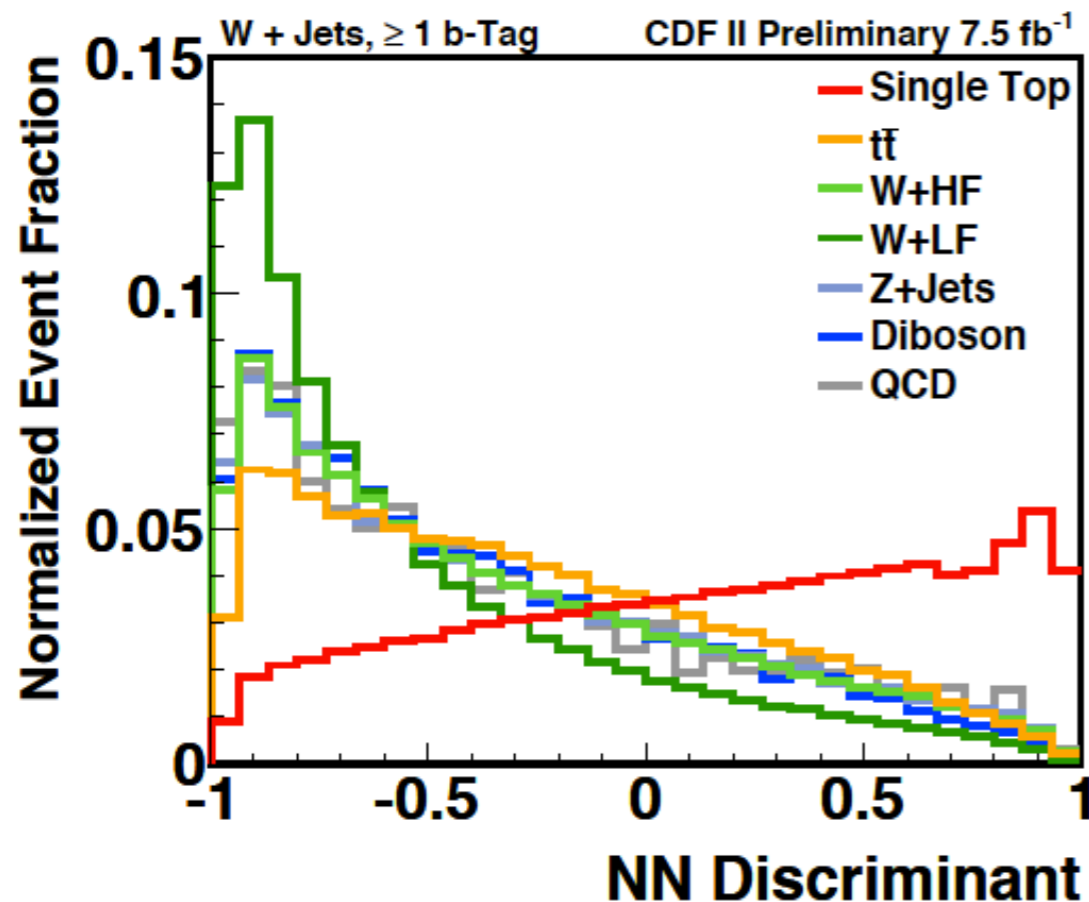 W + Jets, ≥ 1 b-Tag CDF II Preliminary 7.5 fb⁻¹
Normalized Event Fraction
0.15
0.1
0.05
0
Single Top
tt̄
W+HF
W+LF
Z+Jets
Diboson
QCD
-1 -0.5 0 0.5 1
NN Discriminant